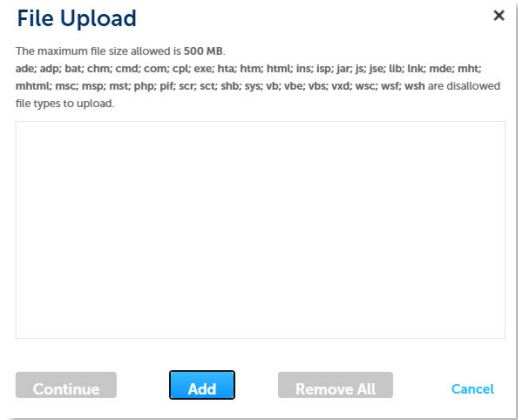 File Upload
×
The maximum file size allowed is 500 MB.
ade; adp; bat; chm; cmd; com; cpl; exe; hta; htm; html; ins; isp; jar; js; jse; lib; lnk; mde; mht;
mhtml; msc; msp; mst; php; pif; scr; sct; shb; sys; vb; vbe; vbs; vxd; wsc; wsf; wsh are disallowed
file types to upload.
Continue Add Remove All Cancel